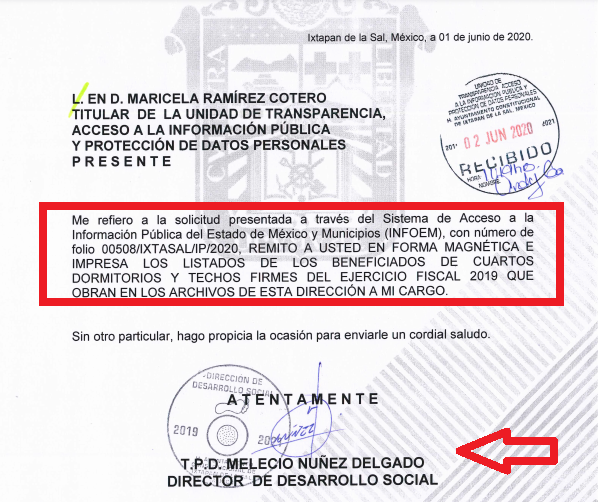 Ixtapan de la Sal, México, a 01 de junio de 2020.
L. EN D. MARICELA RAMÍREZ COTERO
TITULAR DE LA UNIDAD DE TRANSPARENCIA,
ACCESO A LA INFORMACIÓN PÚBLICA
Y PROTECCIÓN DE DATOS PERSONALES
P R E S E N T E
UNIDAD DE
TRANSPARENCIA, ACCESO
A LA INFORMACIÓN PÚBLICA Y
PROTECCIÓN DE DATOS PERSONALES
H. AYUNTAMIENTO CONSTITUCIONAL
DE IXTAPAN DE LA SAL, MÉXICO
2019 2021
02 JUN 2020
RECIBIDO
HORA:
NOMBRE:
Me refiero a la solicitud presentada a través del Sistema de Acceso a la
Información Pública del Estado de México y Municipios (INFOEM), con número de
folio 00508/IXTASAL/IP/2020, REMITO A USTED EN FORMA MAGNÉTICA E
IMPRESA LOS LISTADOS DE LOS BENEFICIADOS DE CUARTOS
DORMITORIOS Y TECHOS FIRMES DEL EJERCICIO FISCAL 2019 QUE
OBRAN EN LOS ARCHIVOS DE ESTA DIRECCIÓN A MI CARGO.
Sin otro particular, hago propicia la ocasión para enviarle un cordial saludo.
DIRECCION DE
DESARROLLO SOCIAL
A T E N T A M E N T E
2019
T.P.D. MELECIO NUÑEZ DELGADO
DIRECTOR DE DESARROLLO SOCIAL